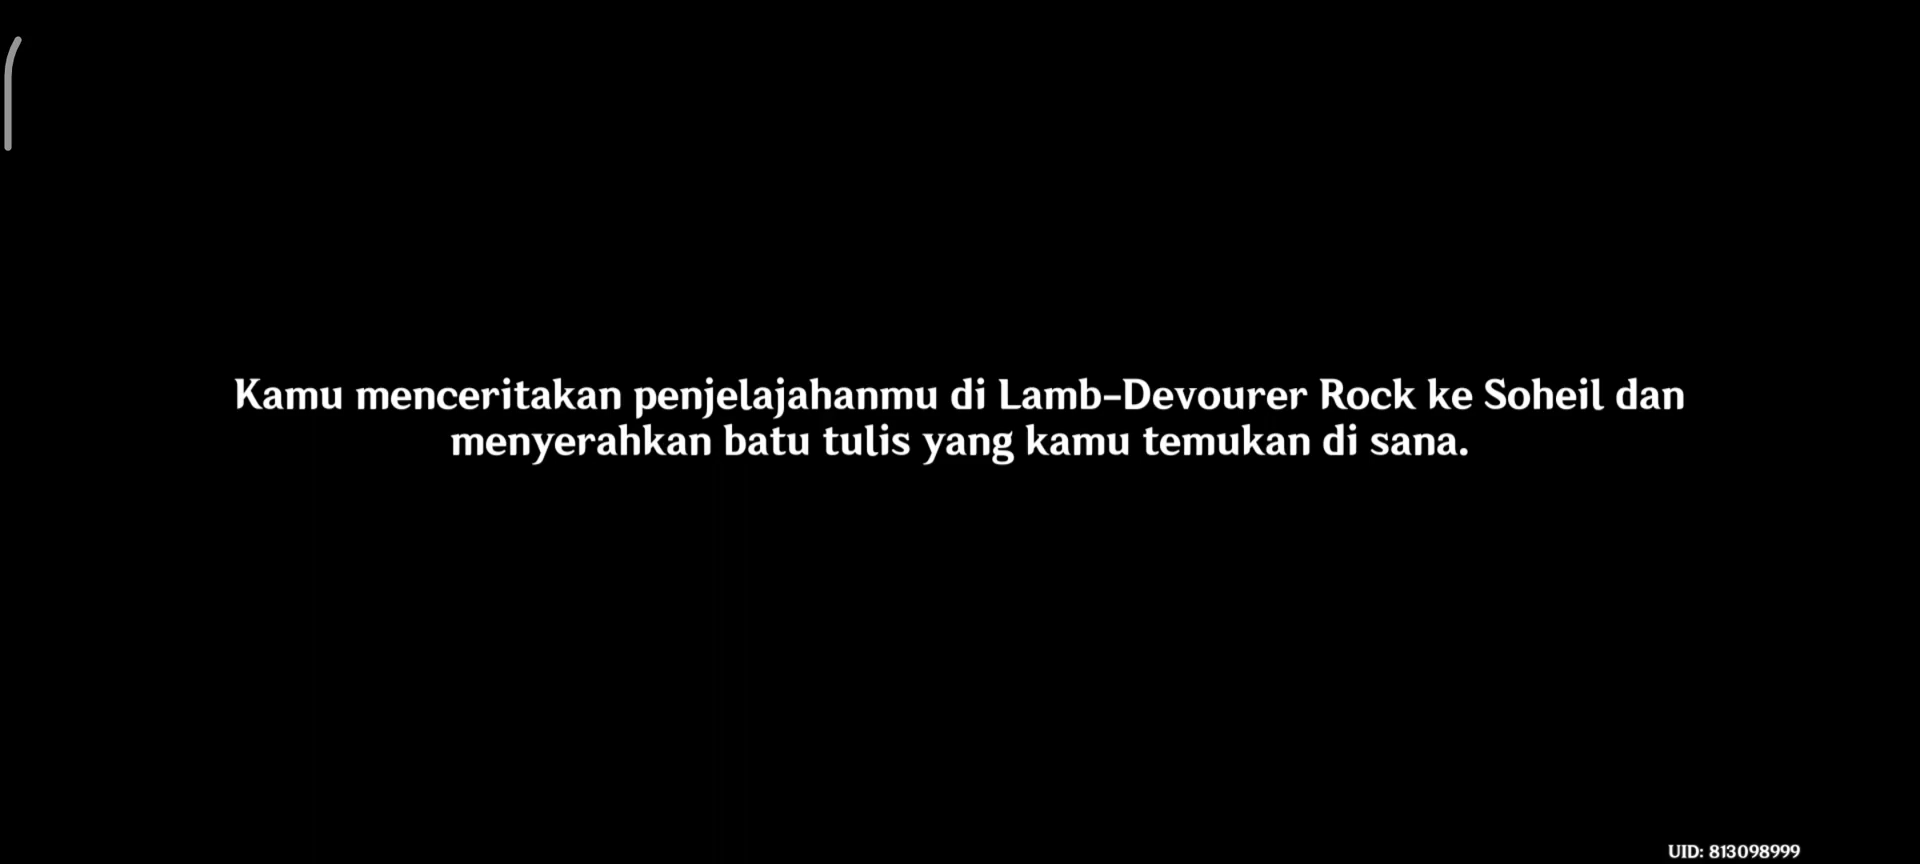 Kamu menceritakan penjelajahanmu di Lamb-Devourer Rock ke Soheil dan
menyerahkan batu tulis yang kamu temukan di sana.
UID: 813098999